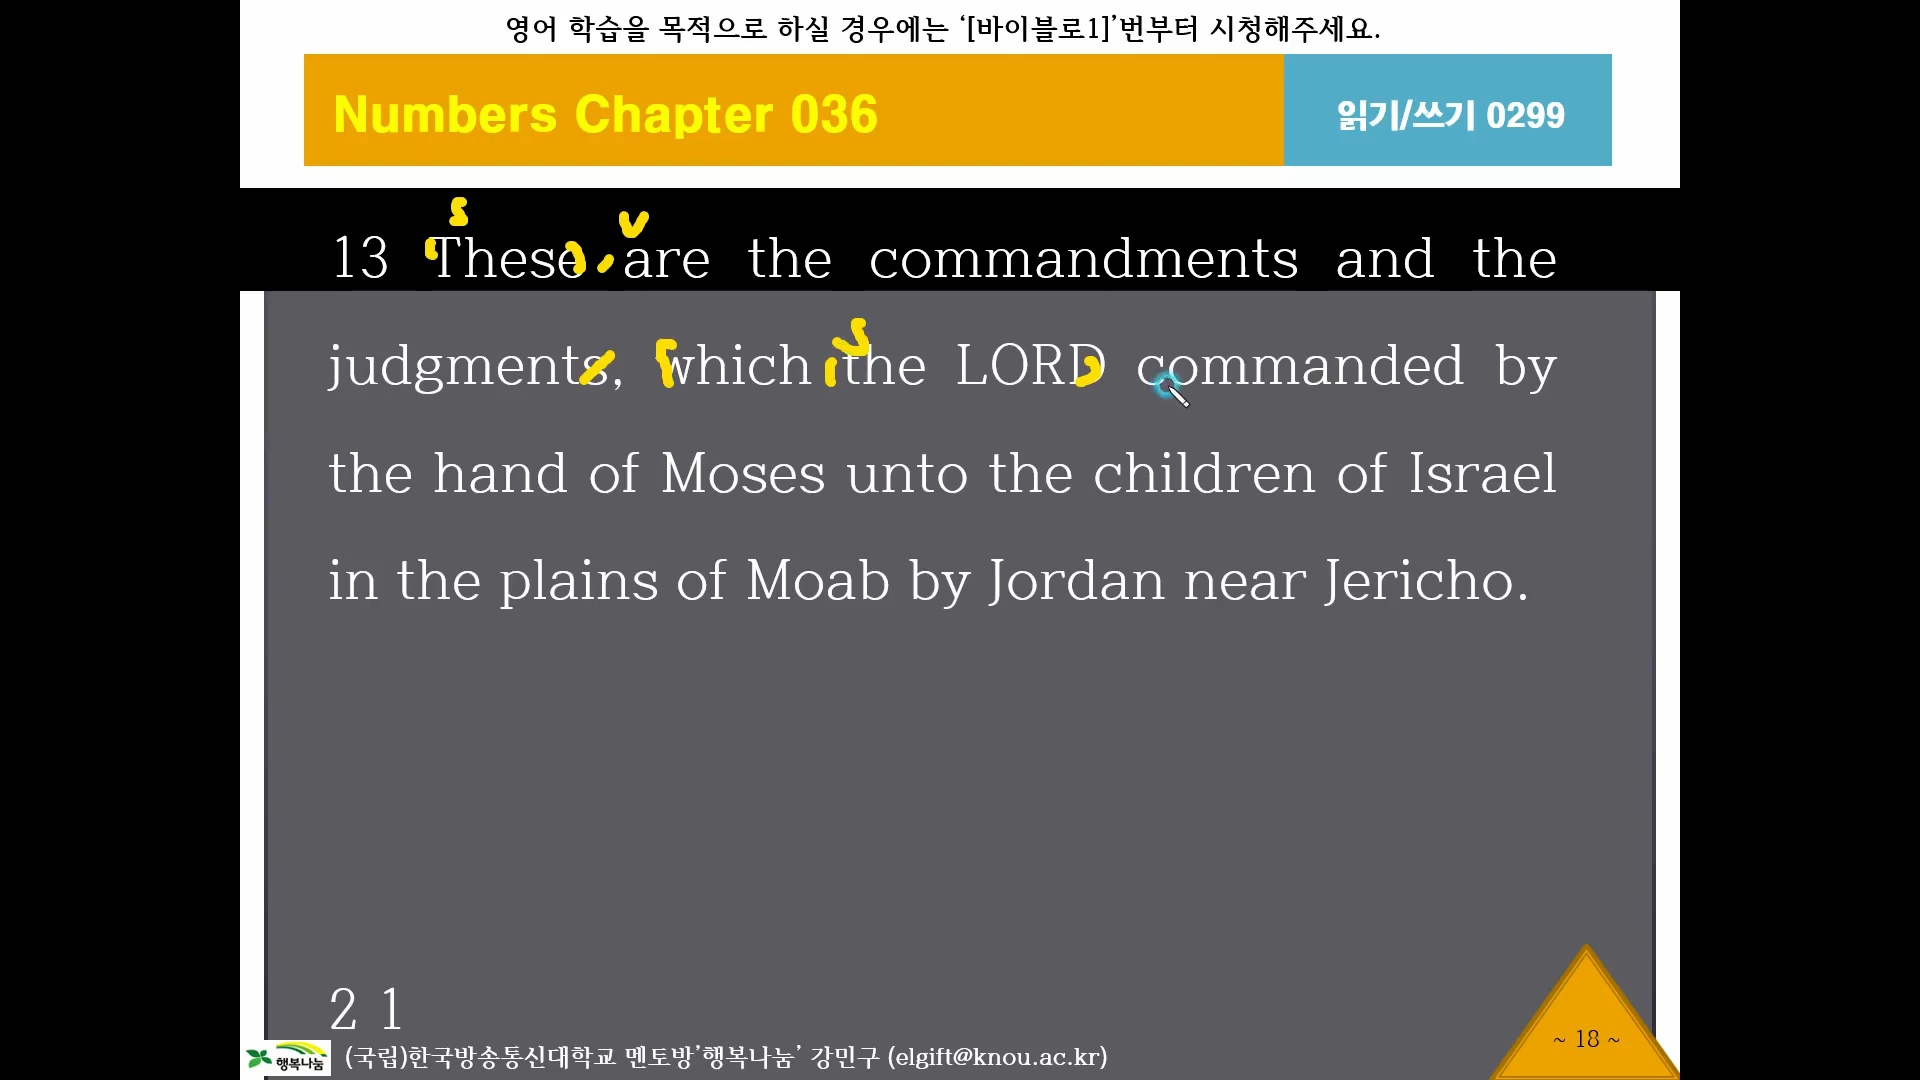 영어 학습을 목적으로 하실 경우에는 ‘[바이블로1]’번부터 시청해주세요.
Numbers Chapter 036
읽기/쓰기 0299
s v
13 These are the commandments and the
s
judgments, which the LORD commanded by
the hand of Moses unto the children of Israel
in the plains of Moab by Jordan near Jericho.
2 1
~ 18 ~
행복나눔 (국립)한국방송통신대학교 멘토방’행복나눔’ 강민구 (elgift@knou.ac.kr)